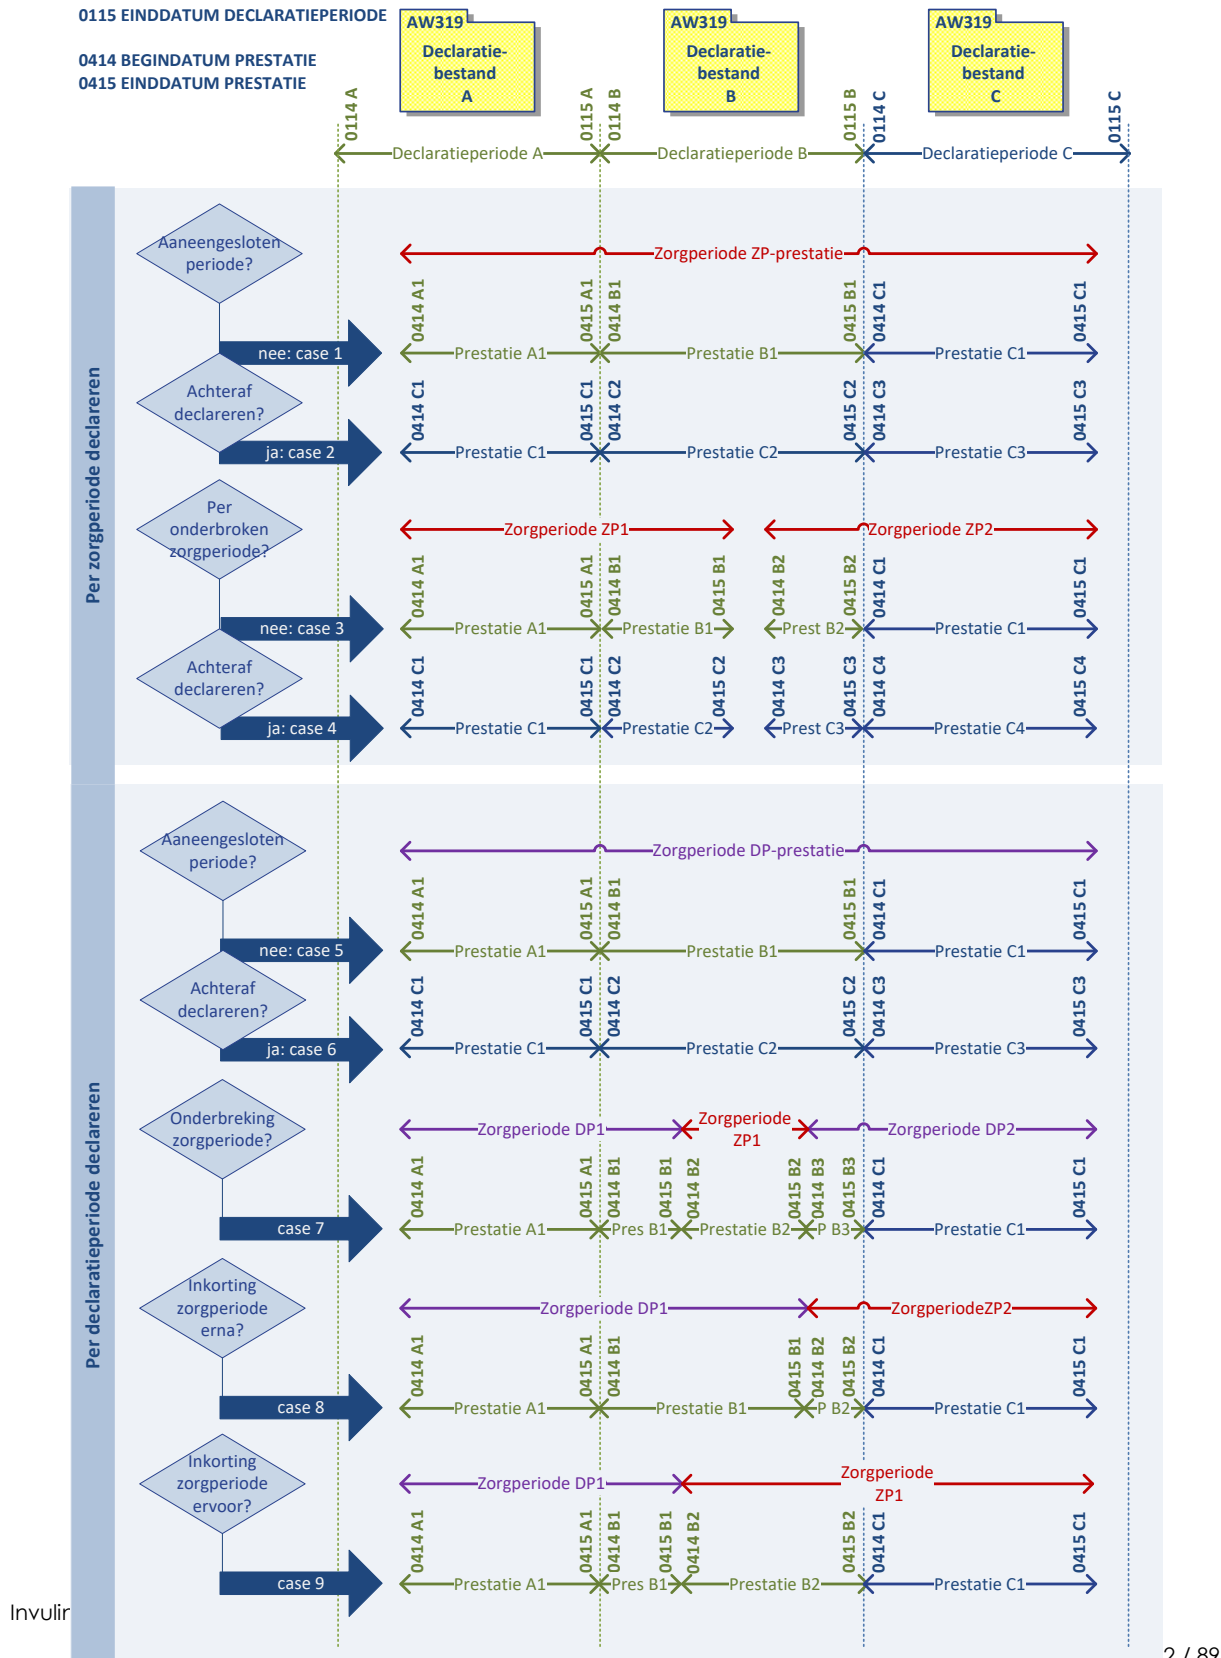 0115 EINDDATUM DECLARATIEPERIODE
0414 BEGINDATUM PRESTATIE
0415 EINDDATUM PRESTATIE
AW319
Declaratie-
bestand
A
AW319
Declaratie-
bestand
B
AW319
Declaratie-
bestand
C
0114 A
0115 A
0114 B
0115 B
0114 C
0115 C
Declaratieperiode A
Declaratieperiode B
Declaratieperiode C
Per zorgperiode declareren
Aaneengesloten
periode?
Zorgperiode ZP-prestatie
0414 A1
0415 A1
0414 B1
0415 B1
0414 C1
0415 C1
nee: case 1
Prestatie A1
Prestatie B1
Prestatie C1
Achteraf
declareren?
0414 C1
0415 C1
0414 C2
0415 C2
0414 C3
0415 C3
ja: case 2
Prestatie C1
Prestatie C2
Prestatie C3
Per
onderbroken
zorgperiode?
Zorgperiode ZP1
Zorgperiode ZP2
0414 A1
0415 A1
0414 B1
0415 B1
0414 B2
0415 B2
0414 C1
0415 C1
nee: case 3
Prestatie A1
Prestatie B1
Prest B2
Prestatie C1
Achteraf
declareren?
0414 C1
0415 C1
0414 C2
0415 C2
0414 C3
0415 C3
0414 C4
0415 C4
ja: case 4
Prestatie C1
Prestatie C2
Prest C3
Prestatie C4
Per declaratieperiode declareren
Aaneengesloten
periode?
Zorgperiode DP-prestatie
0414 A1
0415 A1
0414 B1
0415 B1
0414 C1
0415 C1
nee: case 5
Prestatie A1
Prestatie B1
Prestatie C1
Achteraf
declareren?
0414 C1
0415 C1
0414 C2
0415 C2
0414 C3
0415 C3
ja: case 6
Prestatie C1
Prestatie C2
Prestatie C3
Onderbreking
zorgperiode?
Zorgperiode DP1
Zorgperiode
ZP1
Zorgperiode DP2
0414 A1
0415 A1
0414 B1
0415 B1
0414 B2
0415 B2
0414 B3
0415 B3
0414 C1
0415 C1
case 7
Prestatie A1
Pres B1
Prestatie B2
P B3
Prestatie C1
Inkorting
zorgperiode
erna?
Zorgperiode DP1
ZorgperiodeZP2
0414 A1
0415 A1
0414 B1
0415 B1
0414 B2
0415 B2
0414 C1
0415 C1
case 8
Prestatie A1
Prestatie B1
P B2
Prestatie C1
Inkorting
zorgperiode
ervoor?
Zorgperiode DP1
Zorgperiode
ZP1
0414 A1
0415 A1
0414 B1
0415 B1
0414 B2
0415 B2
0414 C1
0415 C1
case 9
Prestatie A1
Pres B1
Prestatie B2
Prestatie C1
2 / 89